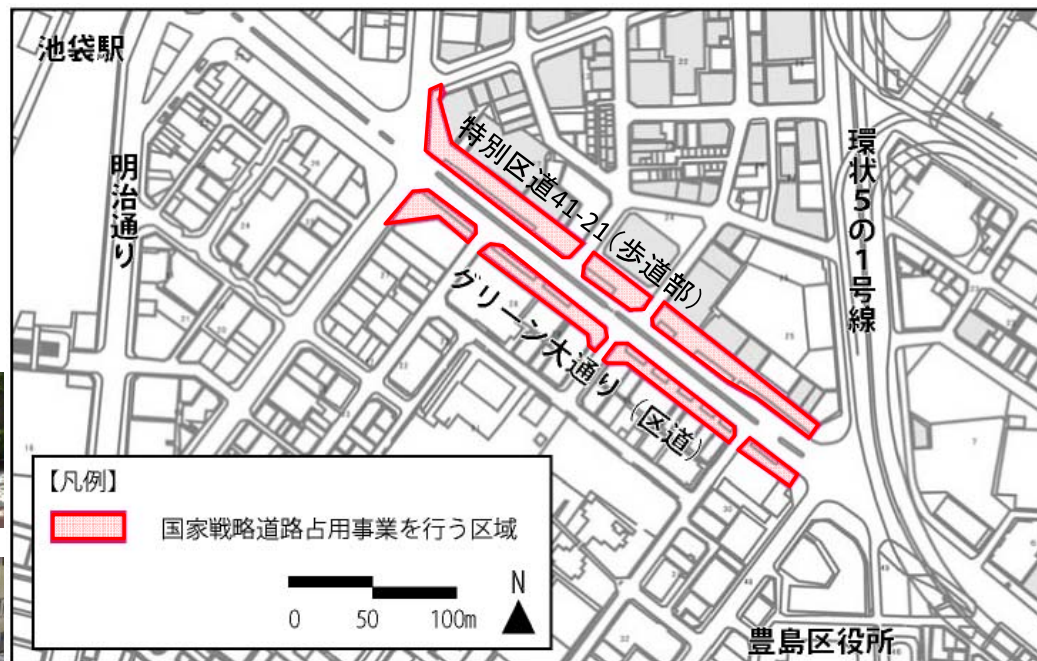 池袋駅
明治通り
特別区道41-21(歩道部)
環状5の1号線
グリーン大通り(区道)
【凡例】
国家戦略道路占用事業を行う区域
N
0 50 100m
豊島区役所